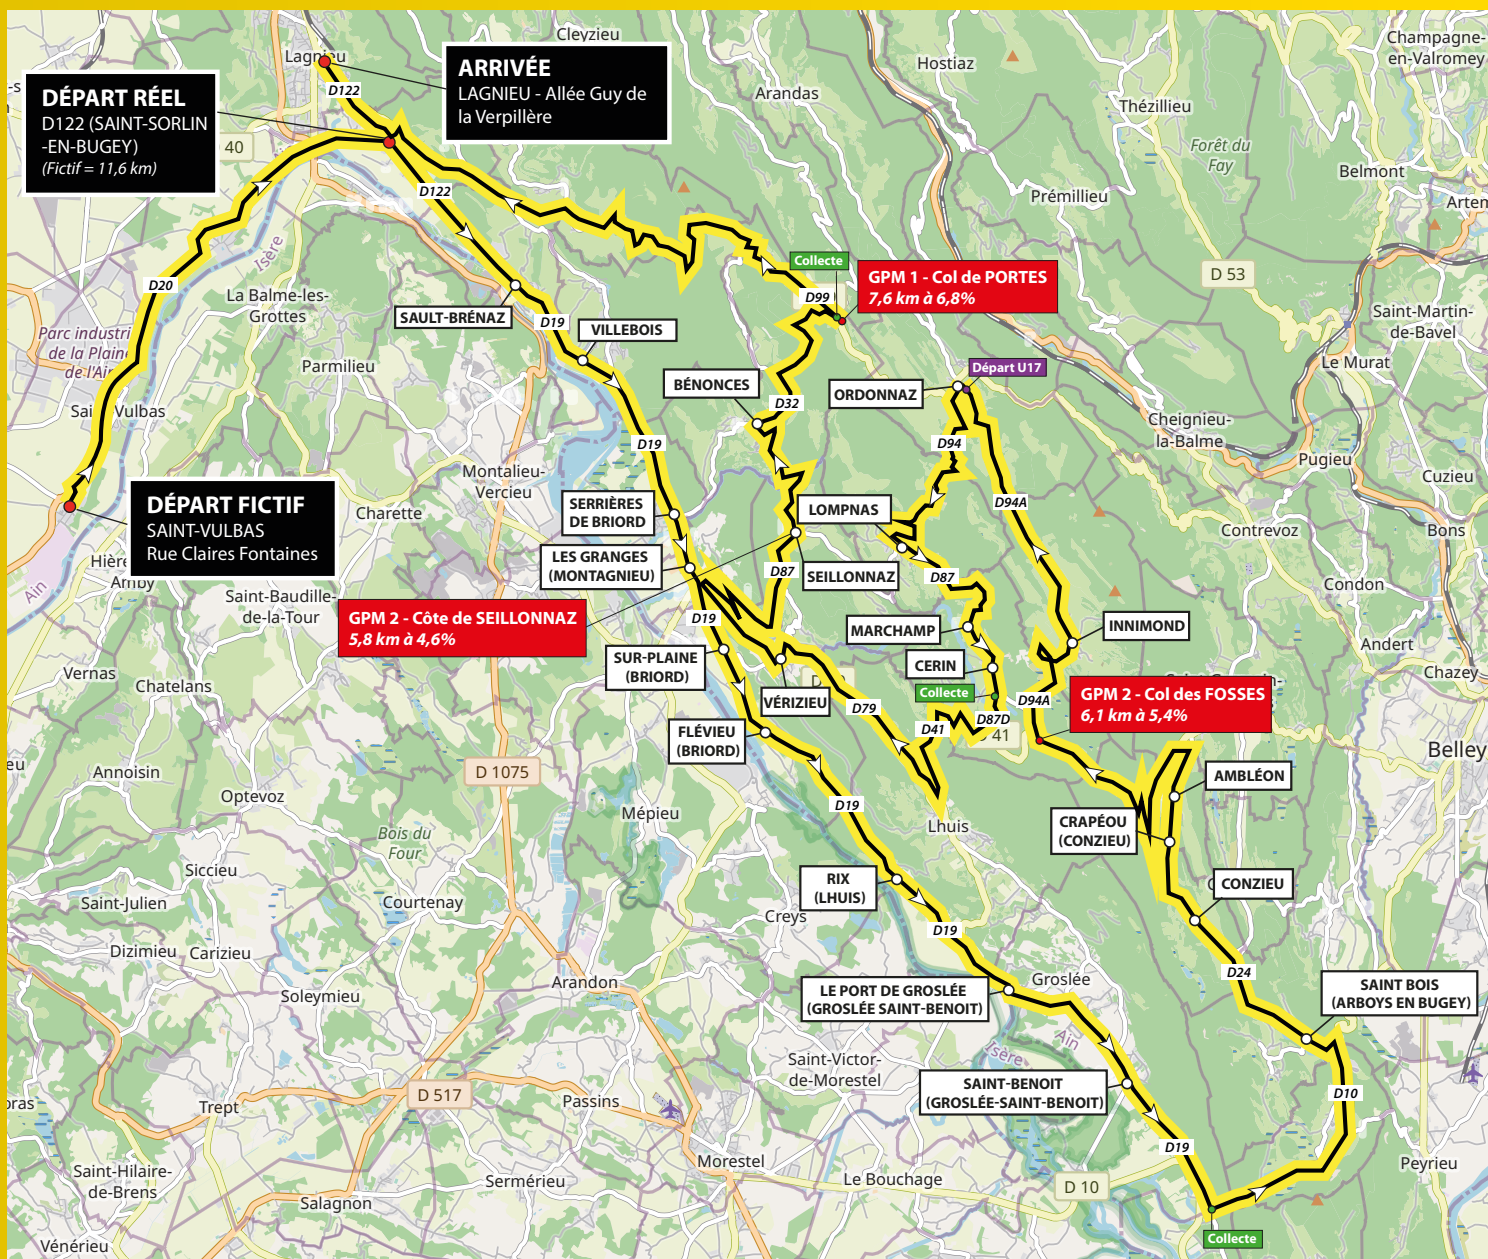 Cleyzieu
Champagne-
en-Valromey
Hostiaz
Lagnieu
ARRIVÉE
LAGNIEU - Allée Guy de
la Verpillère
DÉPART RÉEL
D122 (SAINT-SORLIN
-EN-BUGEY)
(Fictif = 11,6 km)
D122
Arandas
Thézillieu
40
Forêt du
Fay
Belmont
D122
Prémillieu
Isère
Collecte
GPM 1 - Col de PORTES
7,6 km à 6,8%
D 53
D20
La Balme-les-
Grottes
D99
SAULT-BRÉNAZ
D19
VILLEBOIS
Saint-Martin-
de-Bavel
Parc industri
de la Plaine
de l'Ain
Parmilieu
Le Murat
BÉNONCES
ORDONNAZ
Départ U17
D32
Cheignieu-
la-Balme
D19
D94
Pugieu
Montalieu-
Vercieu
Cuzieu
DÉPART FICTIF
SAINT-VULBAS
Rue Claires Fontaines
Charette
SERRIÈRES
DE BRIORD
LOMPNAS
D94A
Contrevoz
Bons
LES GRANGES
(MONTAGNIEU)
D87
SEILLONNAZ
D87
Condon
Ain
Amby
Saint-Baudille-
de-la-Tour
GPM 2 - Côte de SEILLONNAZ
5,8 km à 4,6%
D19
MARCHAMP
INNIMOND
Andert
SUR-PLAINE
(BRIORD)
CERIN
Vernas
Chazey
Chatelans
VÉRIZIEU
Collecte
D94A
GPM 2 - Col des FOSSES
6,1 km à 5,4%
D79
D87D
D41
41
FLÉVIEU
(BRIORD)
Belley
Annoisin
D 1075
AMBLÉON
Optevoz
Mépieu
D19
Lhuis
CRAPÉOU
(CONZIEU)
Bois du
Four
Siccieu
RIX
(LHUIS)
CONZIEU
Saint-Julien
Courtenay
Creys
D19
Dizimieu
Carizieu
D24
Soleymieu
Arandon
LE PORT DE GROSLÉE
(GROSLÉE SAINT-BENOIT)
Groslée
SAINT BOIS
(ARBOYS EN BUGEY)
Isère
Ain
Saint-Victor-
de-Morestel
SAINT-BENOIT
(GROSLÉE-SAINT-BENOIT)
D 517
Trept
Passins
D10
D19
Morestel
Peyrieu
Saint-Hilaire-
de-Brens
Sermérieu
Le Bouchage
D 10
Salagnon
Collecte
Vénérieu